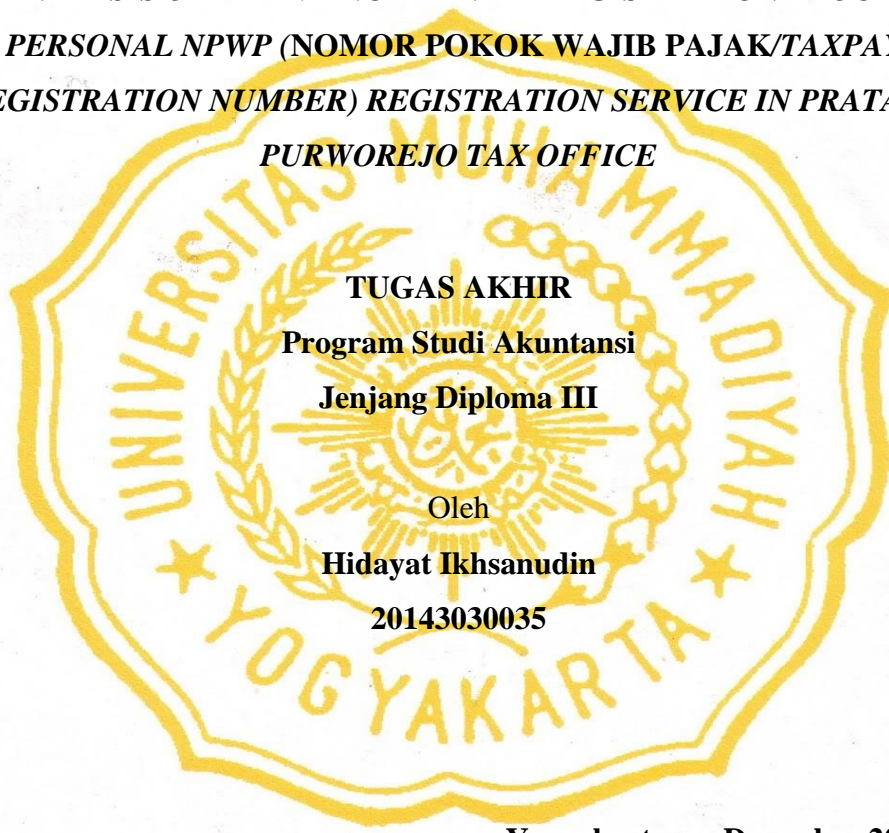 PERSONAL NPWP (NOMOR POKOK WAJIB PAJAK/
REGISTRATION NUMBER) REGISTRATION SERVICE IN
PURWOREJO TAX OFFICE
UNIVERSITAS MUHAMMADIYAH
TUGAS AKHIR
Program Studi Akuntansi
Jenjang Diploma III
Oleh
Hidayat Ikhsanudin
20143030035
YOGYAKARTA